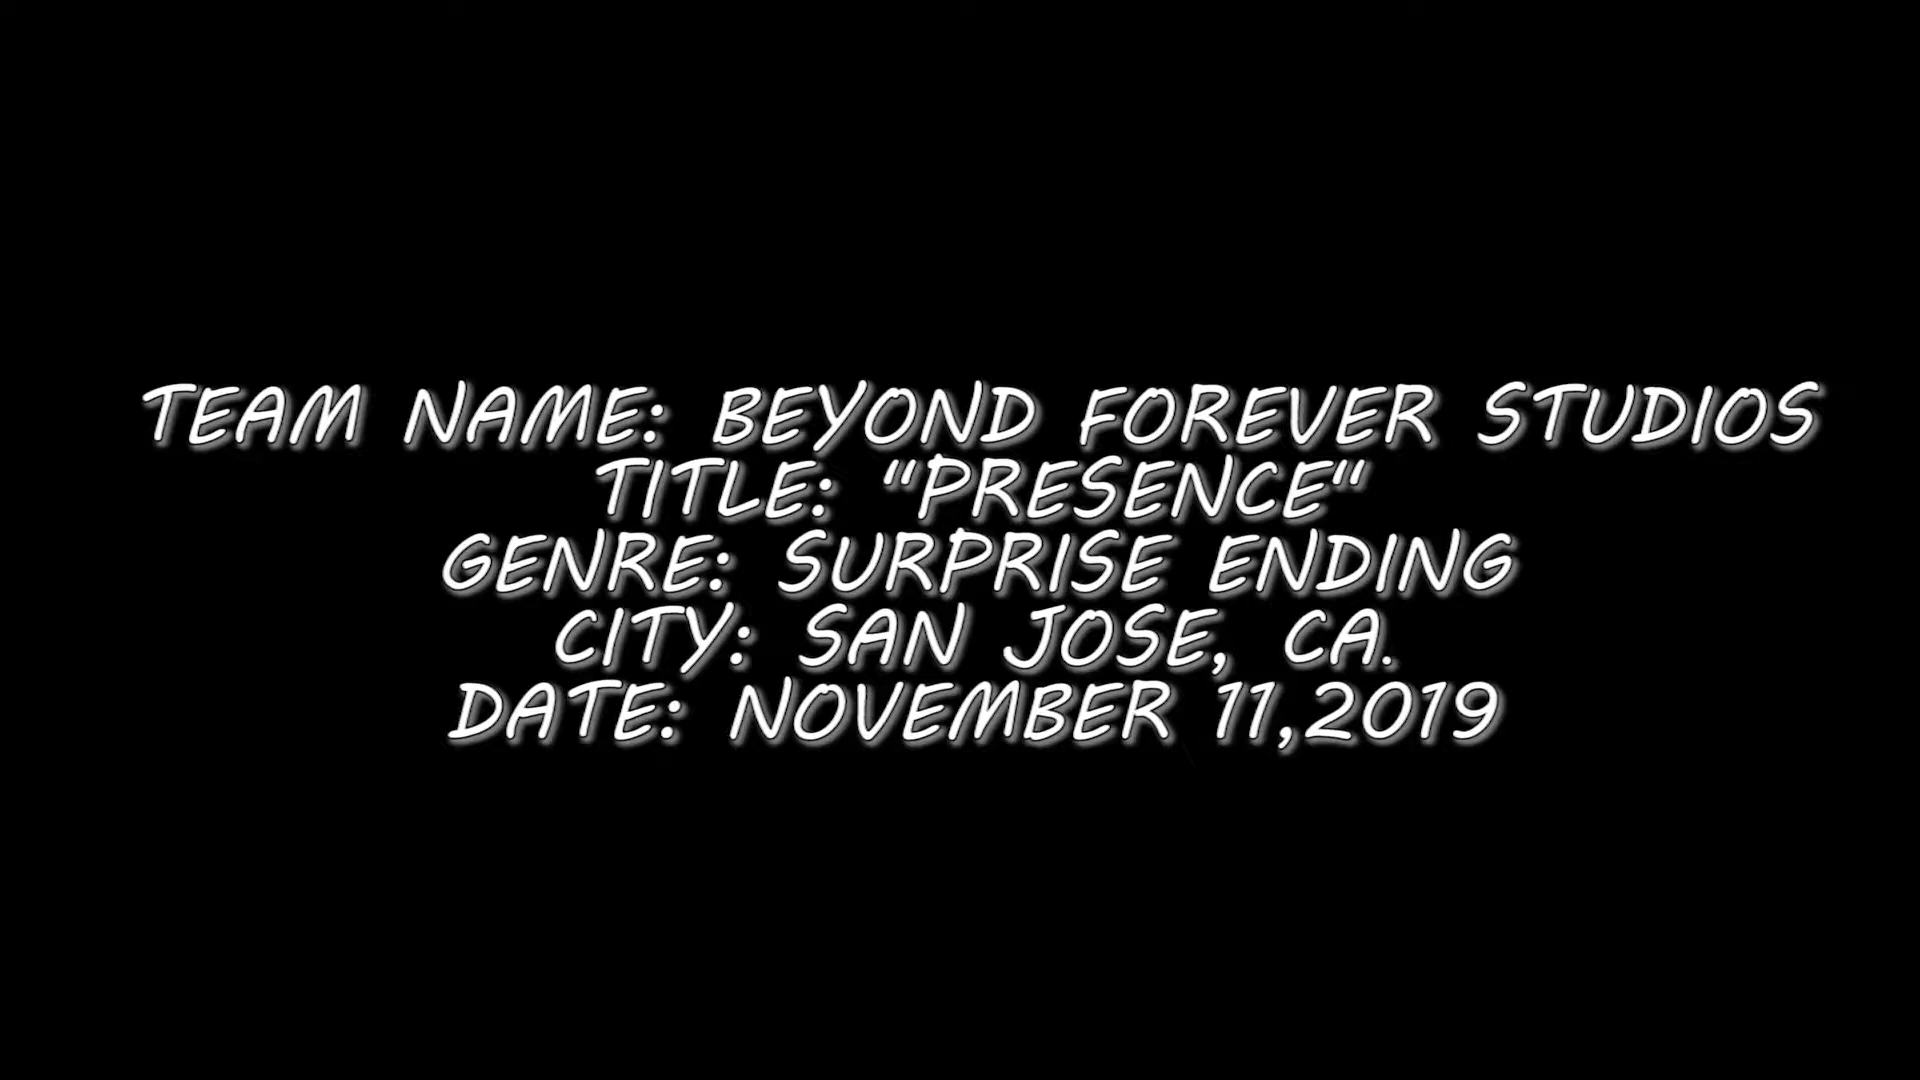 TEAM NAME: BEYOND FOREVER STUDIOS
TITLE: "PRESENCE"
GENRE: SURPRISE ENDING
CITY: SAN JOSE, CA.
DATE: NOVEMBER 11,2019